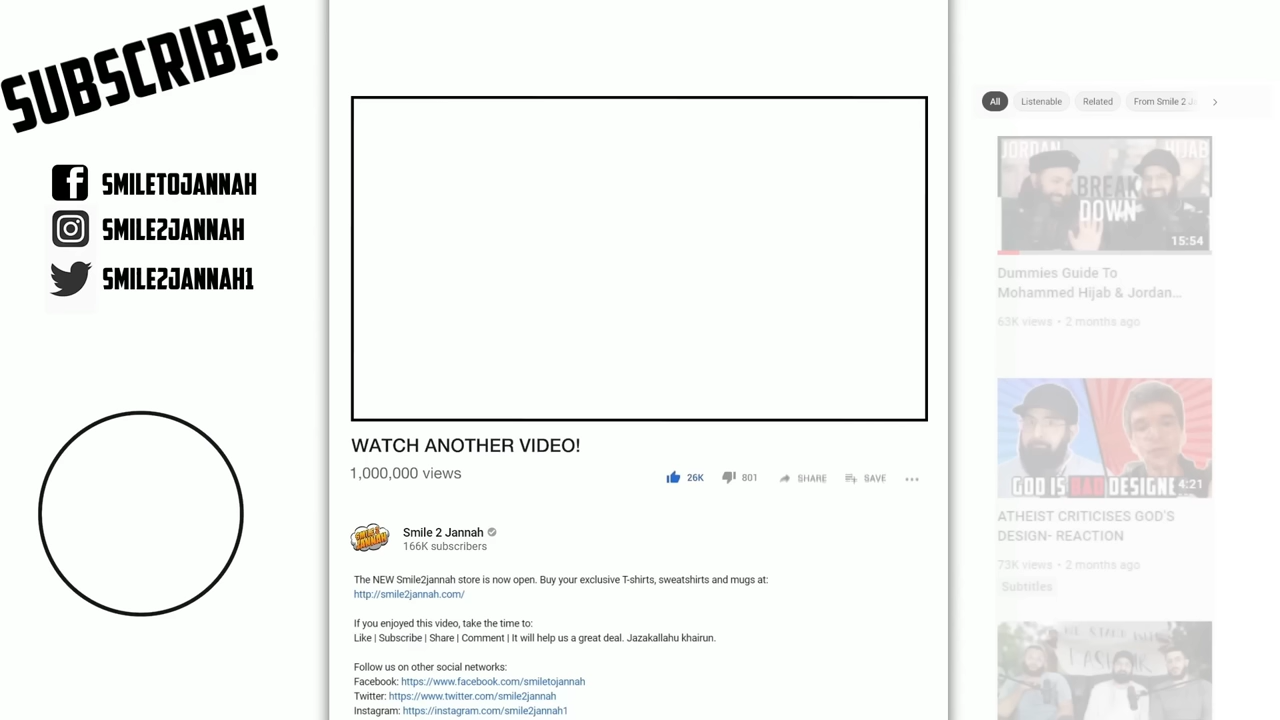 SUBSCRIBE!
SMILETOJANNAH
SMILE2JANNAH
SMILE2JANNAH1
WATCH ANOTHER VIDEO!
1,000,000 views
26K
801
SHARE
SAVE
SMILE2
JANNAH
Smile 2 Jannah
166K subscribers
The NEW Smile2jannah store is now open. Buy your exclusive T-shirts, sweatshirts and mugs at:
http://smile2jannah.com/
If you enjoyed this video, take the time to:
Like | Subscribe | Share | Comment | It will help us a great deal. Jazakallahu khairun.
Follow us on other social networks:
Facebook: https://www.facebook.com/smiletojannah
Twitter: https://www.twitter.com/smile2jannah
Instagram: https://instagram.com/smile2jannah1
All
Listenable
Related
From Smile 2
JORDAN
HIJAB
BREAK
DOWN
15:54
Dummies Guide To
Mohammed Hijab & Jordan...
63K views • 2 months ago
GOD IS BAD DESIGNE
4:21
ATHEIST CRITICISES GOD'S
DESIGN- REACTION
73K views • 2 months ago
Subtitles